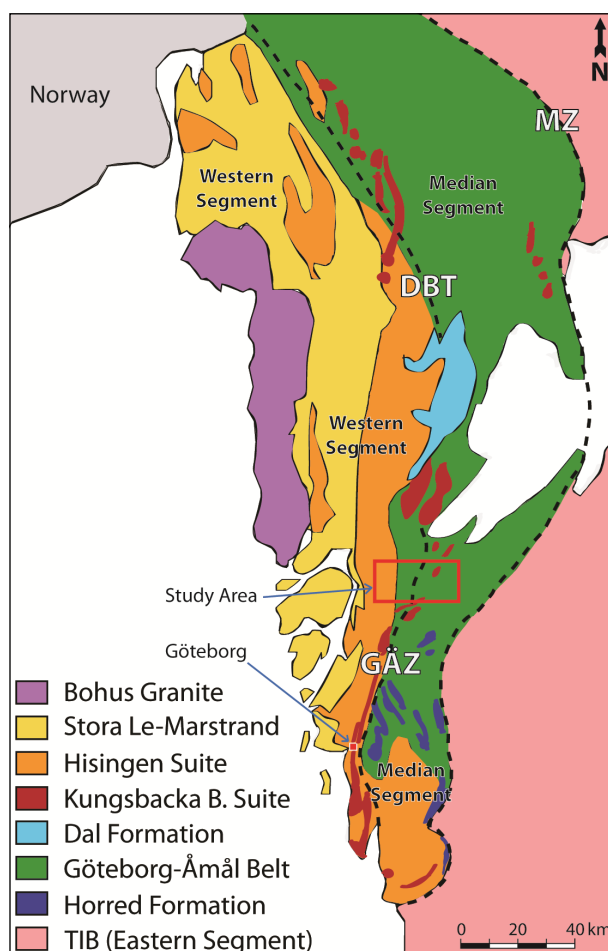 N
Norway
MZ
Western
Segment
Median
Segment
DBT
Western
Segment
Study Area
Göteborg
GÄZ
Bohus Granite
Stora Le-Marstrand
Hisingen Suite
Median
Segment
Kungsbacka B. Suite
Dal Formation
Göteborg-Åmål Belt
Horred Formation
TIB (Eastern Segment)
0 20 40 km